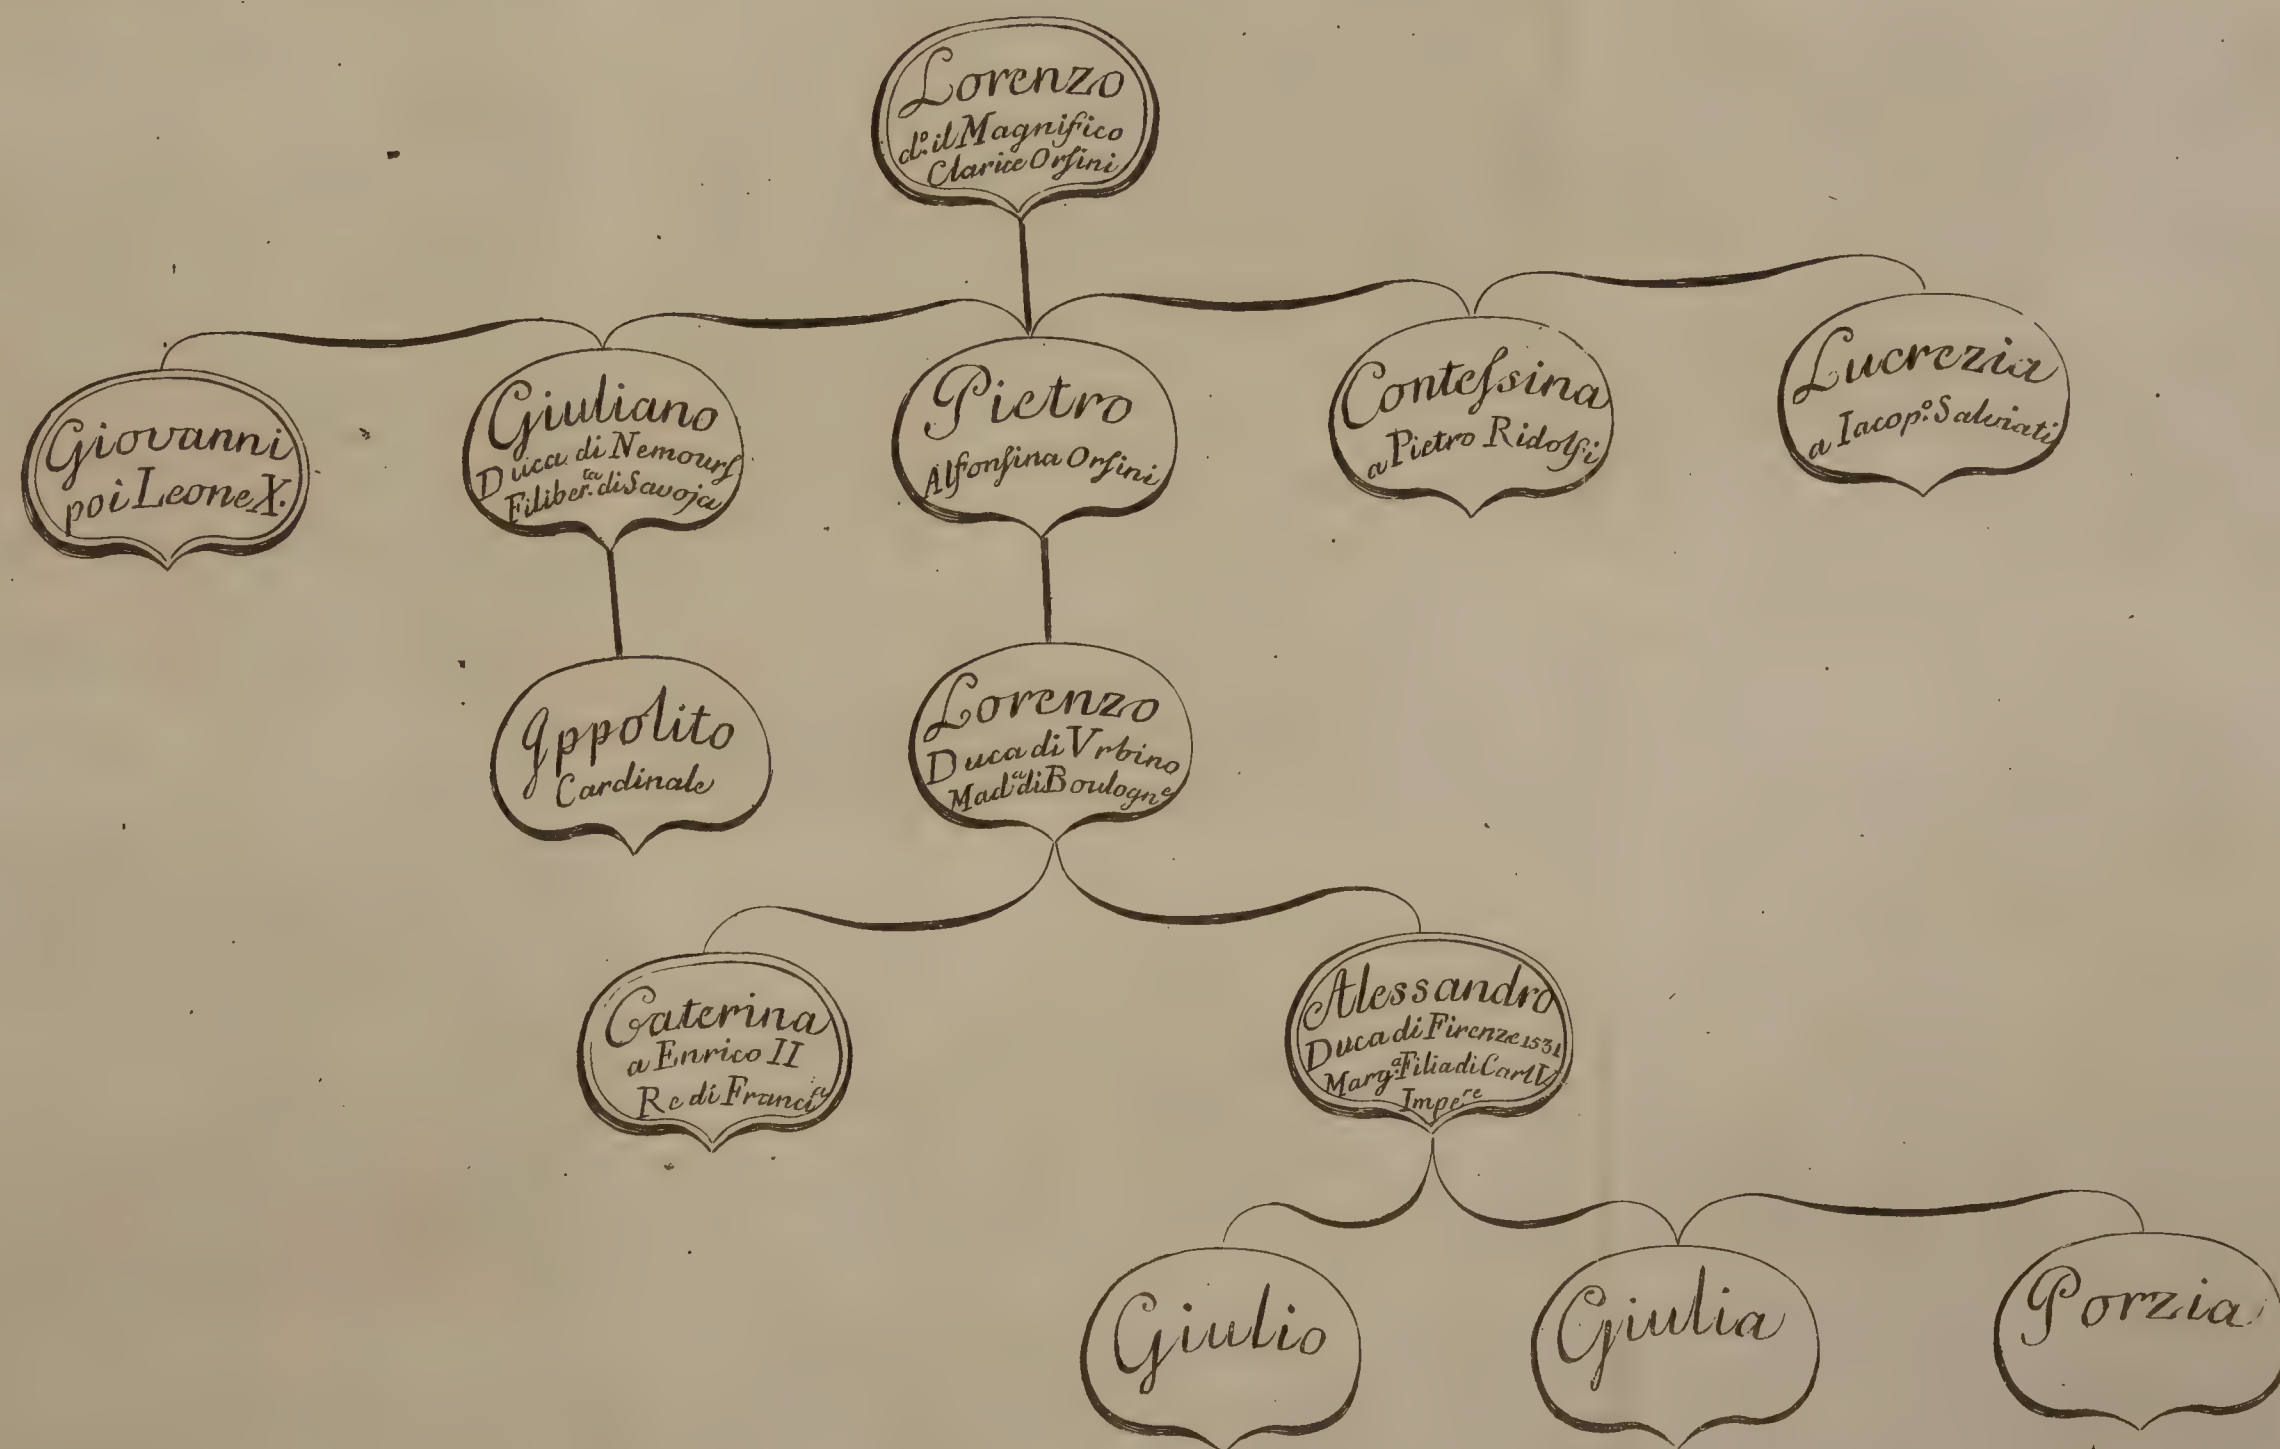 Lorenzo
d.º il Magnifico
Clarice Orſini
Giovanni
poi Leone X.
Giuliano
Duca di Nemourſ
Filiber.ta di Savoja
Pietro
Alfonſina Orſini
Conteſsina
a Pietro Ridolfi
Lucrezia
a Iacop.º Salviati
Ippolito
Cardinale
Lorenzo
Duca di Vrbino
Mad.a di Boulogne
Caterina
a Enrico II
Re di Francia
Alessandro
Duca di Firenze 1531
Marg.a Filia di Carl V
Impe.re
Giulio
Giulia
Porzia